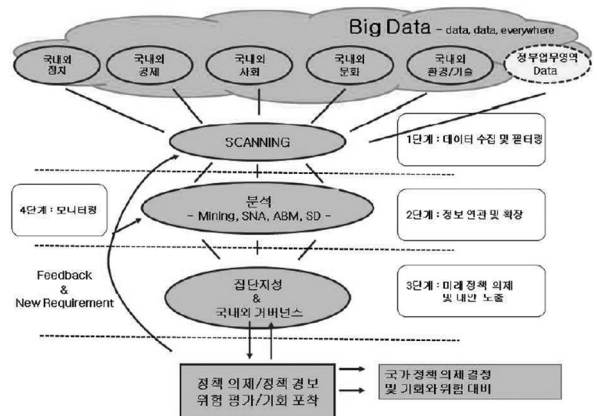 Big Data - data, data, everywhere
국내외
정치
국내외
경제
국내외
사회
국내외
문화
국내외
환경/기술
정부업무영역
Data
SCANNING
1단계 : 데이터 수집 및 필터링
분석
- Mining, SNA, ABM, SD -
4단계 : 모니터링
2단계 : 정보 연관 및 확장
Feedback
&
New Requirement
집단지성
&
국내외 거버넌스
3단계 : 미래 정책 의제
및 대안 노출
정책 의제/정책 경보
위험 평가/기회 포착
국가 정책 의제 결정
및 기회와 위험 대비